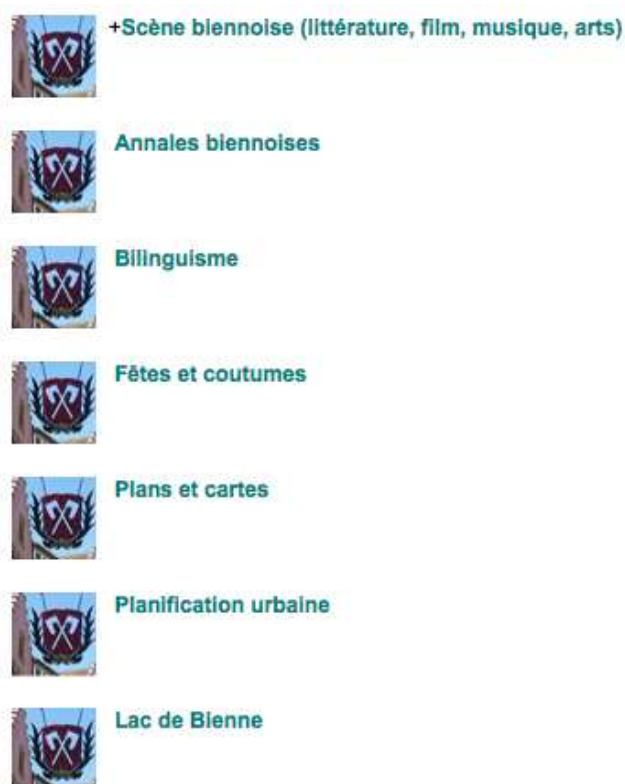 +Scène biennoise (littérature, film, musique, arts)
Annales biennoises
Bilinguisme
Fêtes et coutumes
Plans et cartes
Planification urbaine
Lac de Bienne